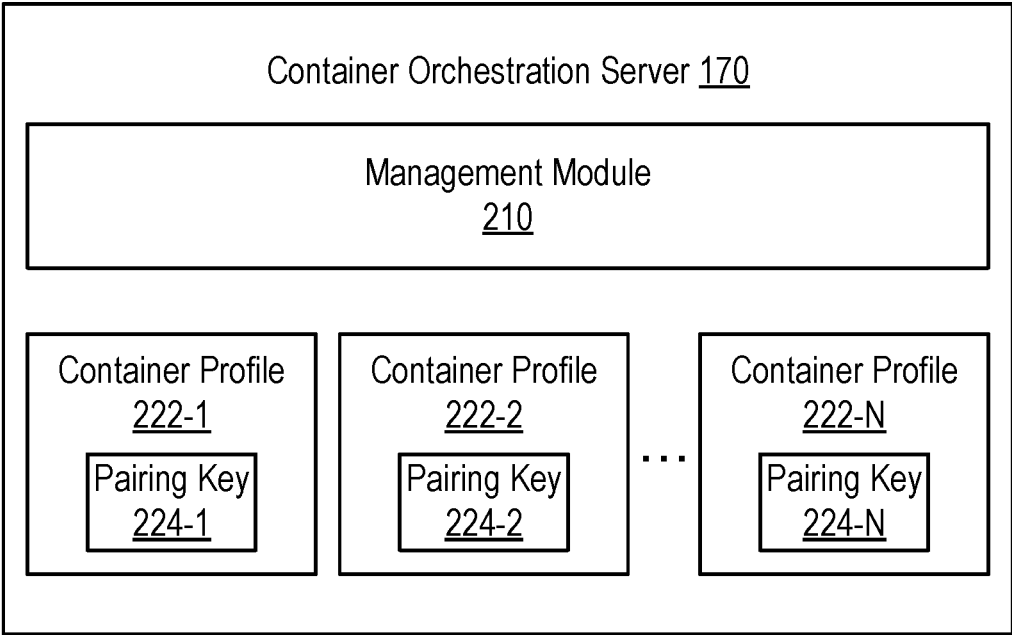 Container Orchestration Server 170
Management Module
210
Container Profile
222-1
Pairing Key
224-1
Container Profile
222-2
Pairing Key
224-2
...
Container Profile
222-N
Pairing Key
224-N